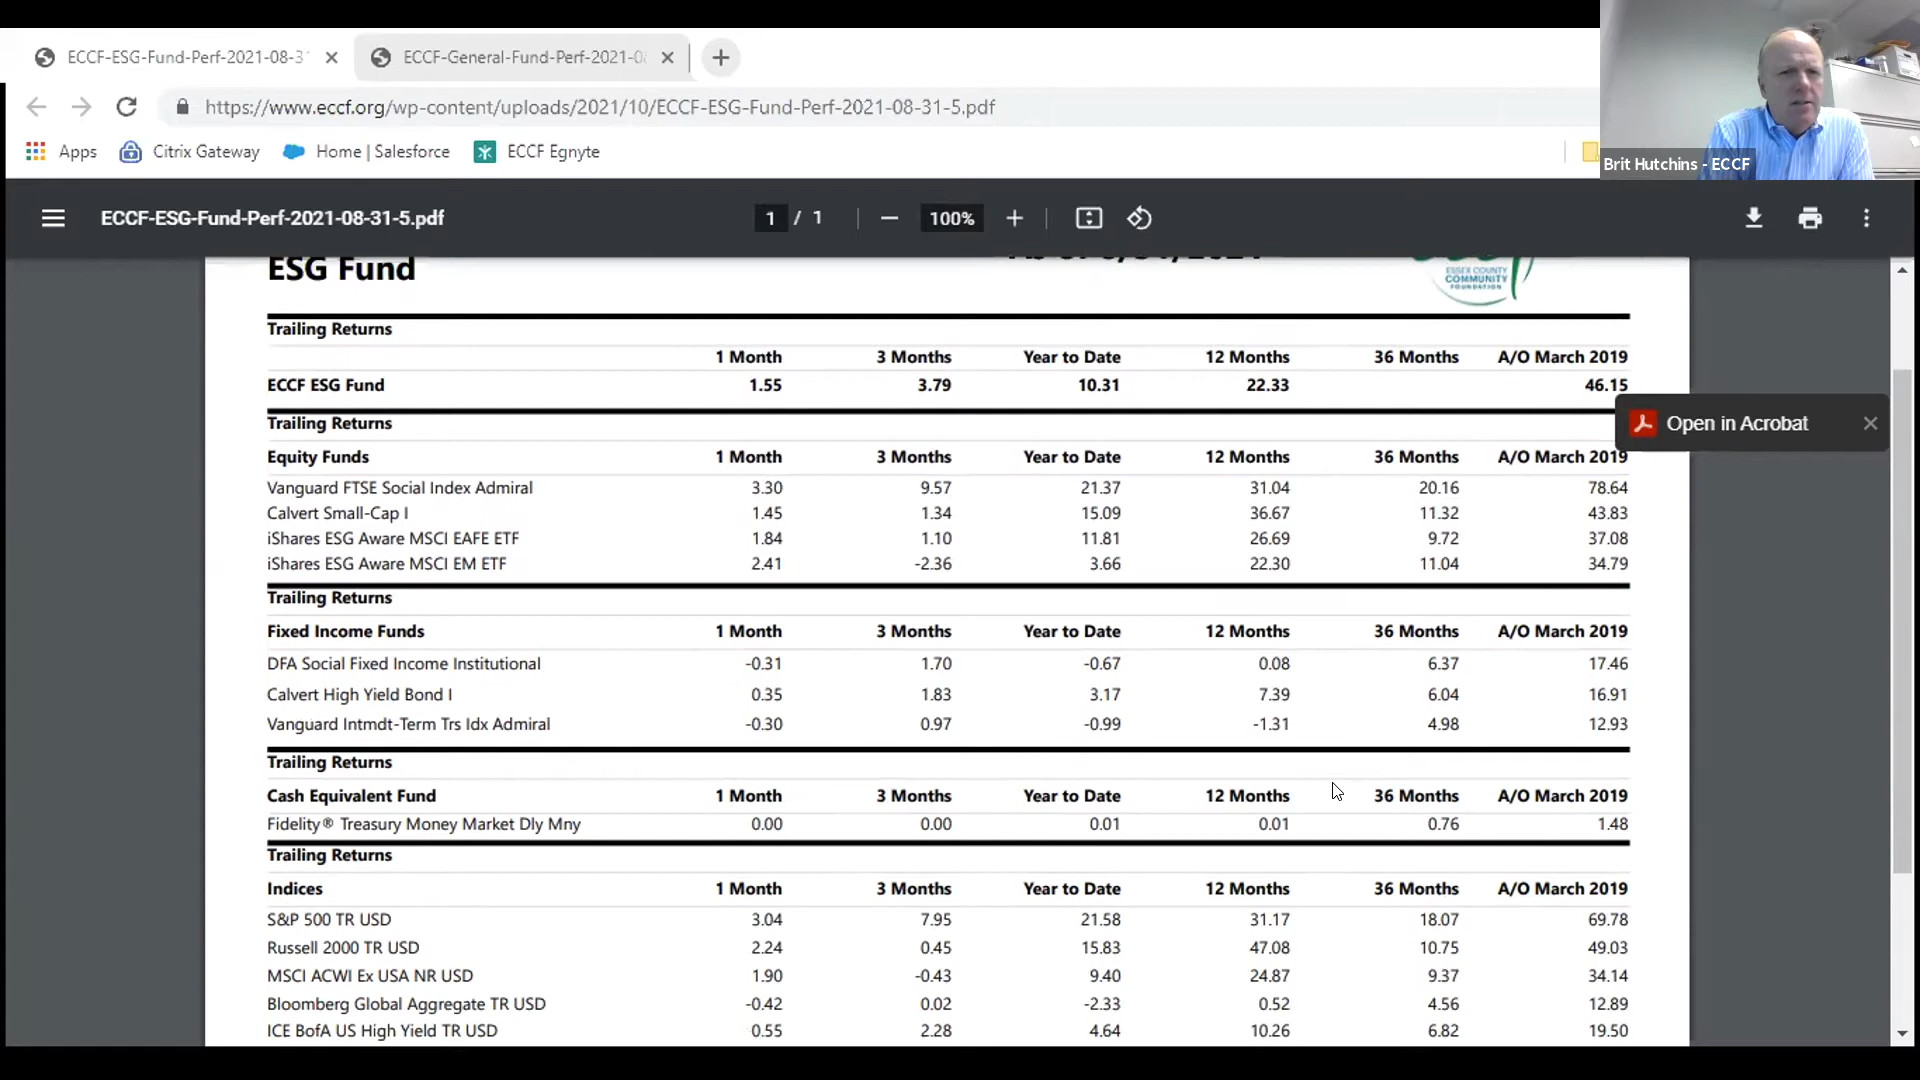 ECCF-ESG-Fund-Perf-2021-08-3
ECCF-General-Fund-Perf-2021-0
https://www.eccf.org/wp-content/uploads/2021/10/ECCF-ESG-Fund-Perf-2021-08-31-5.pdf
Apps Citrix Gateway Home | Salesforce ECCF Egnyte
Brit Hutchins - ECCF
ECCF-ESG-Fund-Perf-2021-08-31-5.pdf 1 / 1 100%
ESG Fund
ESSEX COUNTY
COMMUNITY
FOUNDATION
Trailing Returns
1 Month 3 Months Year to Date 12 Months 36 Months A/O March 2019
ECCF ESG Fund 1.55 3.79 10.31 22.33 46.15
Open in Acrobat
Trailing Returns
Equity Funds 1 Month 3 Months Year to Date 12 Months 36 Months A/O March 2019
Vanguard FTSE Social Index Admiral 3.30 9.57 21.37 31.04 20.16 78.64
Calvert Small-Cap I 1.45 1.34 15.09 36.67 11.32 43.83
iShares ESG Aware MSCI EAFE ETF 1.84 1.10 11.81 26.69 9.72 37.08
iShares ESG Aware MSCI EM ETF 2.41 -2.36 3.66 22.30 11.04 34.79
Trailing Returns
Fixed Income Funds 1 Month 3 Months Year to Date 12 Months 36 Months A/O March 2019
DFA Social Fixed Income Institutional -0.31 1.70 -0.67 0.08 6.37 17.46
Calvert High Yield Bond I 0.35 1.83 3.17 7.39 6.04 16.91
Vanguard Intmdt-Term Trs Idx Admiral -0.30 0.97 -0.99 -1.31 4.98 12.93
Trailing Returns
Cash Equivalent Fund 1 Month 3 Months Year to Date 12 Months 36 Months A/O March 2019
Fidelity® Treasury Money Market Dly Mny 0.00 0.00 0.01 0.01 0.76 1.48
Trailing Returns
Indices 1 Month 3 Months Year to Date 12 Months 36 Months A/O March 2019
S&P 500 TR USD 3.04 7.95 21.58 31.17 18.07 69.78
Russell 2000 TR USD 2.24 0.45 15.83 47.08 10.75 49.03
MSCI ACWI Ex USA NR USD 1.90 -0.43 9.40 24.87 9.37 34.14
Bloomberg Global Aggregate TR USD -0.42 0.02 -2.33 0.52 4.56 12.89
ICE BofA US High Yield TR USD 0.55 2.28 4.64 10.26 6.82 19.50